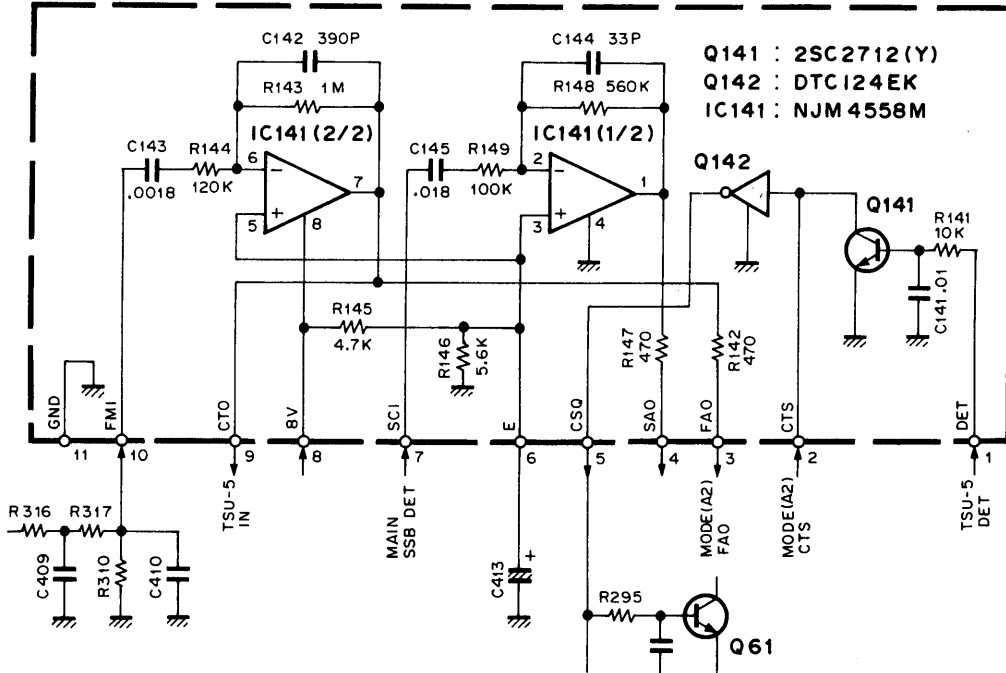 C142 390P
R143 1M
IC141(2/2)
C143
.0018
R144
120K
6
5
7
8
−
+
C144 33P
R148 560K
IC141(1/2)
C145
.018
R149
100K
2
3
1
4
−
+
Q141 : 2SC2712(Y)
Q142 : DTC124EK
IC141 : NJM4558M
Q142
Q141
R141
10K
C141 .01
R145
4.7K
R146
5.6K
R147
470
R142
470
GND
FMI
CTO
8V
SCI
E
CSQ
SAO
FAO
CTS
DET
11
10
9
8
7
6
5
4
3
2
1
TSU-5
IN
MAIN
SSB DET
MODE(A2)
FAO
MODE(A2)
CTS
TSU-5
DET
R316
R317
C409
R310
C410
C413
+
R295
Q61